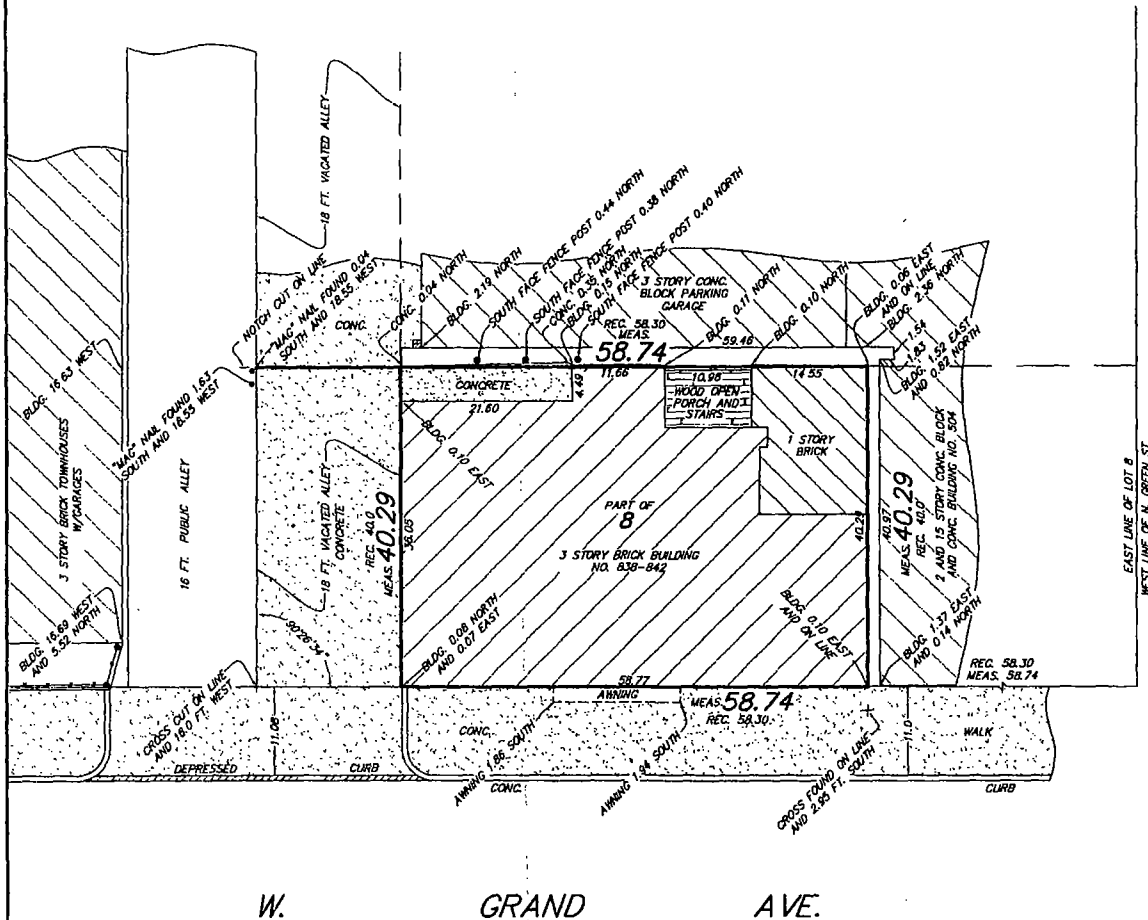 18 FT. VACATED ALLEY
NOTCH CUT ON LINE
"MAG" NAIL FOUND 0.04
SOUTH AND 18.55 WEST
"MAG" NAIL FOUND 1.63
SOUTH AND 18.55 WEST
BLDG. 16.63 WEST
CONC.
CONC. 0.04 NORTH
BLDG. 2.19 NORTH
SOUTH FACE FENCE POST 0.44 NORTH
SOUTH FACE FENCE POST 0.38 NORTH
CONC. 0.35 NORTH
BLDG. 0.15 NORTH
SOUTH FACE FENCE POST 0.40 NORTH
3 STORY CONC.
BLOCK PARKING
GARAGE
REC. 58.30
MEAS.
58.74
59.46
BLDG. 0.11 NORTH
BLDG. 0.10 NORTH
BLDG. 0.06 EAST
AND ON LINE
BLDG. 2.36 NORTH
1.54
1.83
BLDG. 1.52 EAST
AND 0.82 NORTH
11.66
14.55
CONCRETE
4.49
21.60
10.96
WOOD OPEN
PORCH AND
STAIRS
1 STORY
BRICK
BLDG. 0.10 EAST
3 STORY BRICK TOWNHOUSES
W/GARAGES
16 FT. PUBLIC ALLEY
18 FT. VACATED ALLEY
CONCRETE
REC. 40.0
MEAS. 40.29
36.05
PART OF
8
3 STORY BRICK BUILDING
NO. 838-842
40.29
40.97
MEAS. 40.29
REC. 40.0'
2 AND 15 STORY CONC. BLOCK
AND CONC. BUILDING NO. 504
EAST LINE OF LOT 8
WEST LINE OF N. GREEN ST.
BLDG. 16.69 WEST
AND 5.52 NORTH
90°26'34"
BLDG. 0.08 NORTH
AND 0.07 EAST
BLDG. 0.10 EAST
AND ON LINE
BLDG. 1.37 EAST
AND 0.14 NORTH
REC. 58.30
MEAS. 58.74
58.77
AWNING
MEAS. 58.74
REC. 58.30
CROSS CUT ON LINE
AND 18.0 FT. WEST
11.08
CONC.
AWNING 1.86 SOUTH
AWNING 1.94 SOUTH
11.0
WALK
DEPRESSED CURB
CONC.
CURB
CROSS FOUND ON LINE
AND 2.95 FT. SOUTH
W. GRAND AVE.